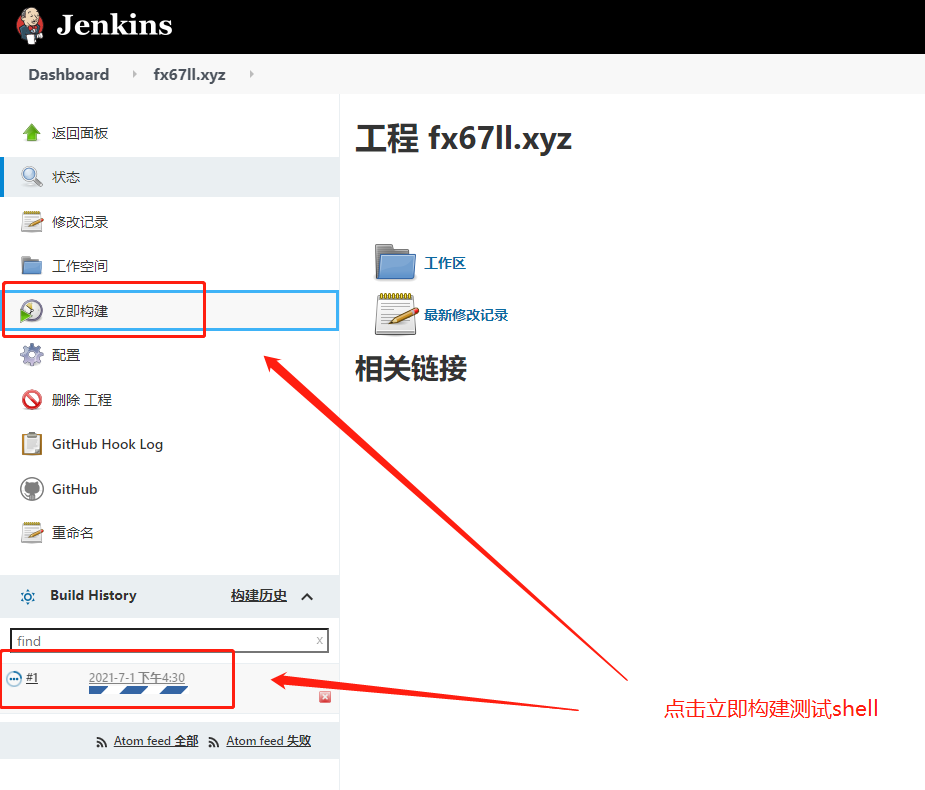 Jenkins
Dashboard
fx67ll.xyz
返回面板
状态
修改记录
工作空间
立即构建
配置
删除 工程
GitHub Hook Log
GitHub
重命名
Build History
构建历史
find
x
#1
2021-7-1 下午4:30
Atom feed 全部
Atom feed 失败
工程 fx67ll.xyz
工作区
最新修改记录
相关链接
点击立即构建测试shell